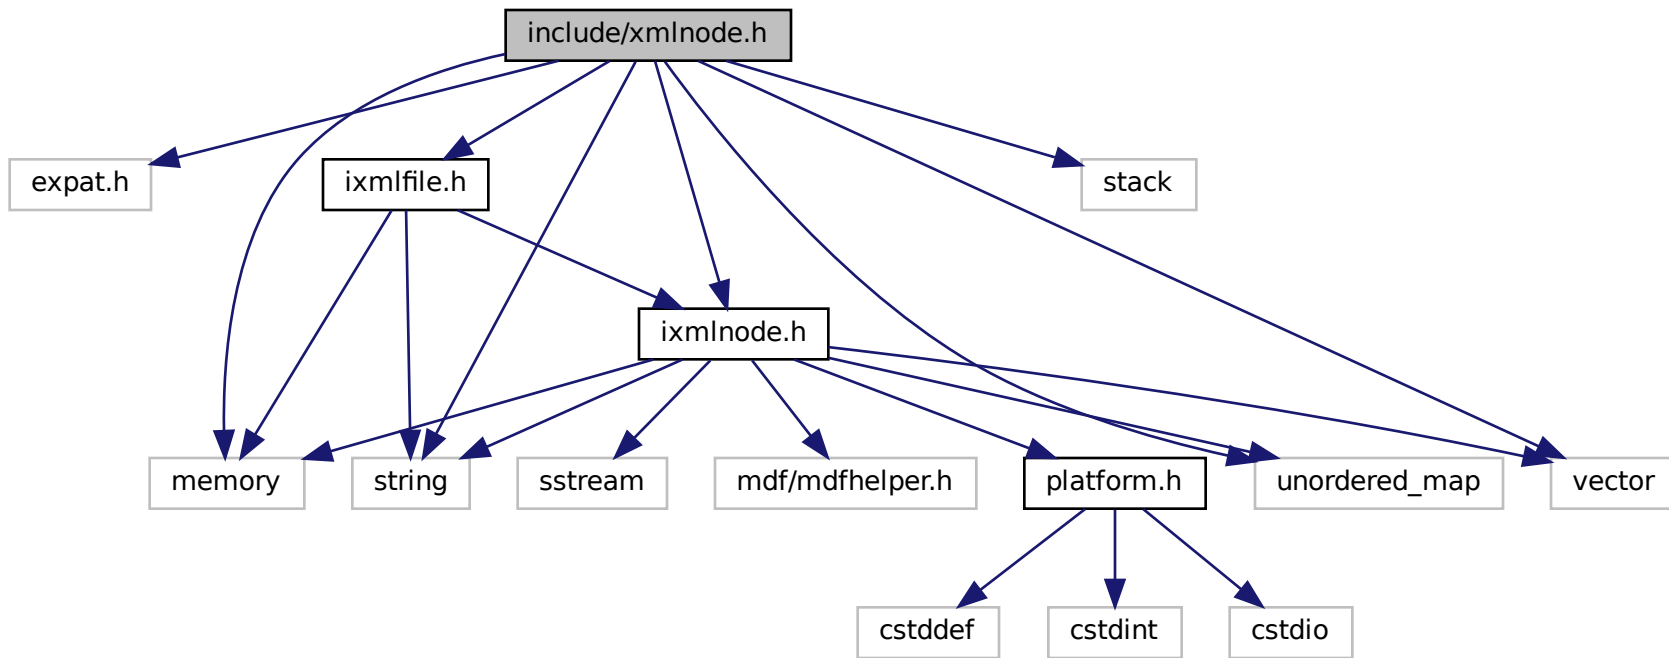 include/xmlnode.h
expat.h
ixmlfile.h
stack
ixmlnode.h
memory
string
sstream
mdf/mdfhelper.h
platform.h
unordered_map
vector
cstddef
cstdint
cstdio